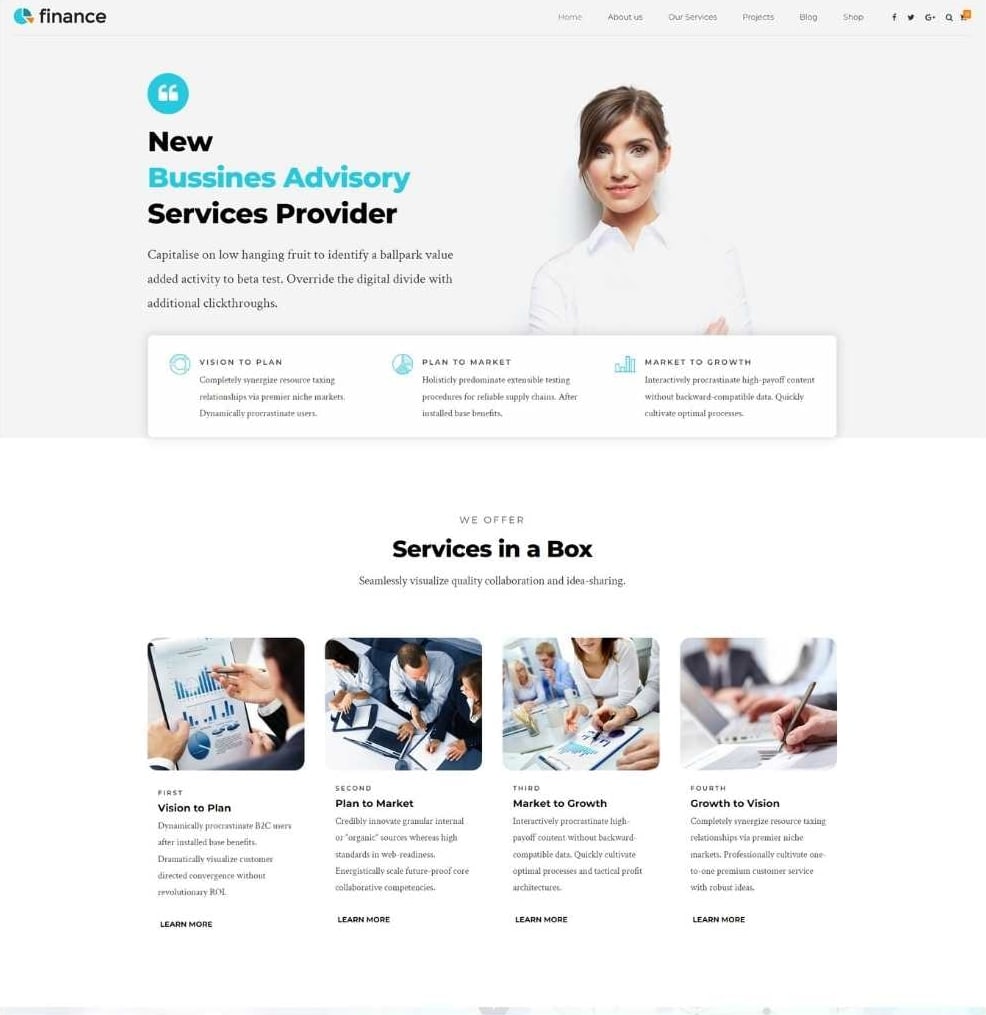 finance
Home About us Our Services Projects Blog Shop
New
Bussines Advisory
Services Provider
Capitalise on low hanging fruit to identify a ballpark value
added activity to beta test. Override the digital divide with
additional clickthroughs.
VISION TO PLAN
Completely synergize resource taxing
relationships via premier niche markets.
Dynamically procrastinate users.
PLAN TO MARKET
Holisticly predominate extensible testing
procedures for reliable supply chains. After
installed base benefits.
MARKET TO GROWTH
Interactively procrastinate high-payoff content
without backward-compatible data. Quickly
cultivate optimal processes.
WE OFFER
Services in a Box
Seamlessly visualize quality collaboration and idea-sharing.
FIRST
Vision to Plan
Dynamically procrastinate B2C users
after installed base benefits.
Dramatically visualize customer
directed convergence without
revolutionary ROI.
LEARN MORE
SECOND
Plan to Market
Credibly innovate granular internal
or "organic" sources whereas high
standards in web-readiness.
Energistically scale future-proof core
collaborative competencies.
LEARN MORE
THIRD
Market to Growth
Interactively procrastinate high-
payoff content without backward-
compatible data. Quickly cultivate
optimal processes and tactical profit
architectures.
LEARN MORE
FOURTH
Growth to Vision
Completely synergize resource taxing
relationships via premier niche
markets. Professionally cultivate one-
to-one premium customer service
with robust ideas.
LEARN MORE